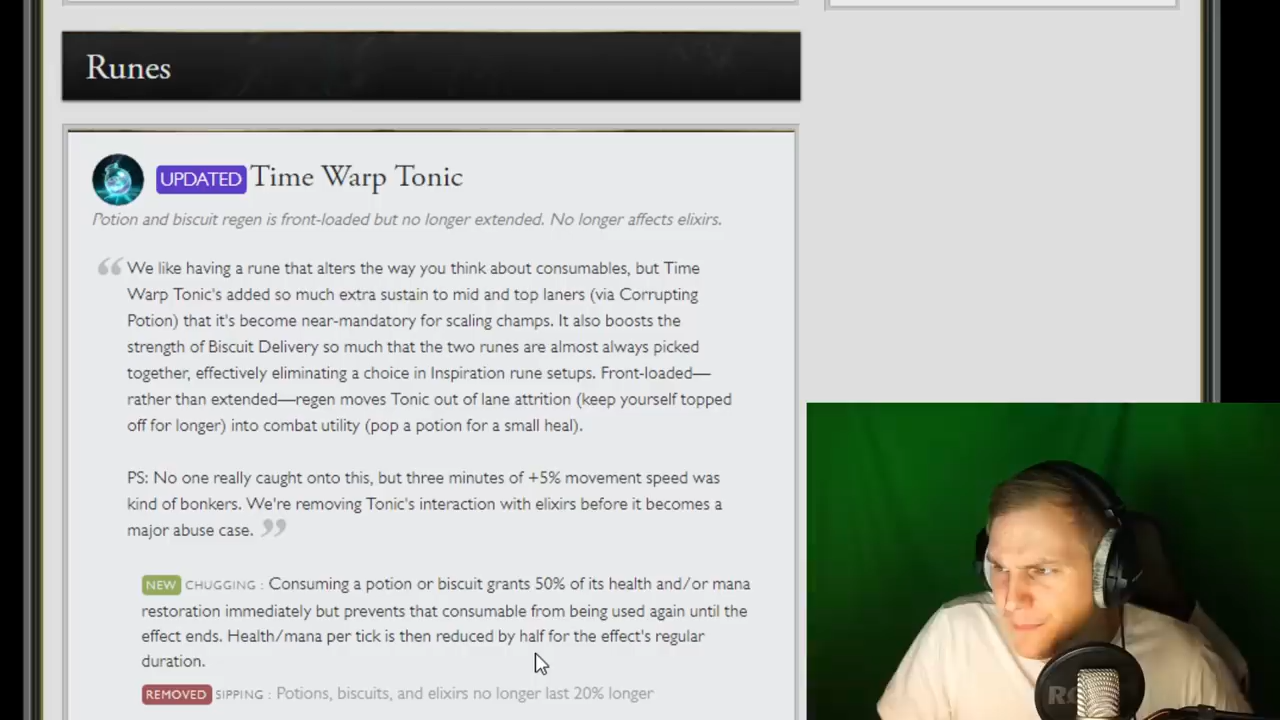 Runes
UPDATED Time Warp Tonic
Potion and biscuit regen is front-loaded but no longer extended. No longer affects elixirs.
“ We like having a rune that alters the way you think about consumables, but Time
Warp Tonic's added so much extra sustain to mid and top laners (via Corrupting
Potion) that it's become near-mandatory for scaling champs. It also boosts the
strength of Biscuit Delivery so much that the two runes are almost always picked
together, effectively eliminating a choice in Inspiration rune setups. Front-loaded—
rather than extended—regen moves Tonic out of lane attrition (keep yourself topped
off for longer) into combat utility (pop a potion for a small heal).
PS: No one really caught onto this, but three minutes of +5% movement speed was
kind of bonkers. We're removing Tonic's interaction with elixirs before it becomes a
major abuse case. ”
NEW CHUGGING : Consuming a potion or biscuit grants 50% of its health and/or mana
restoration immediately but prevents that consumable from being used again until the
effect ends. Health/mana per tick is then reduced by half for the effect's regular
duration.
REMOVED SIPPING : Potions, biscuits, and elixirs no longer last 20% longer